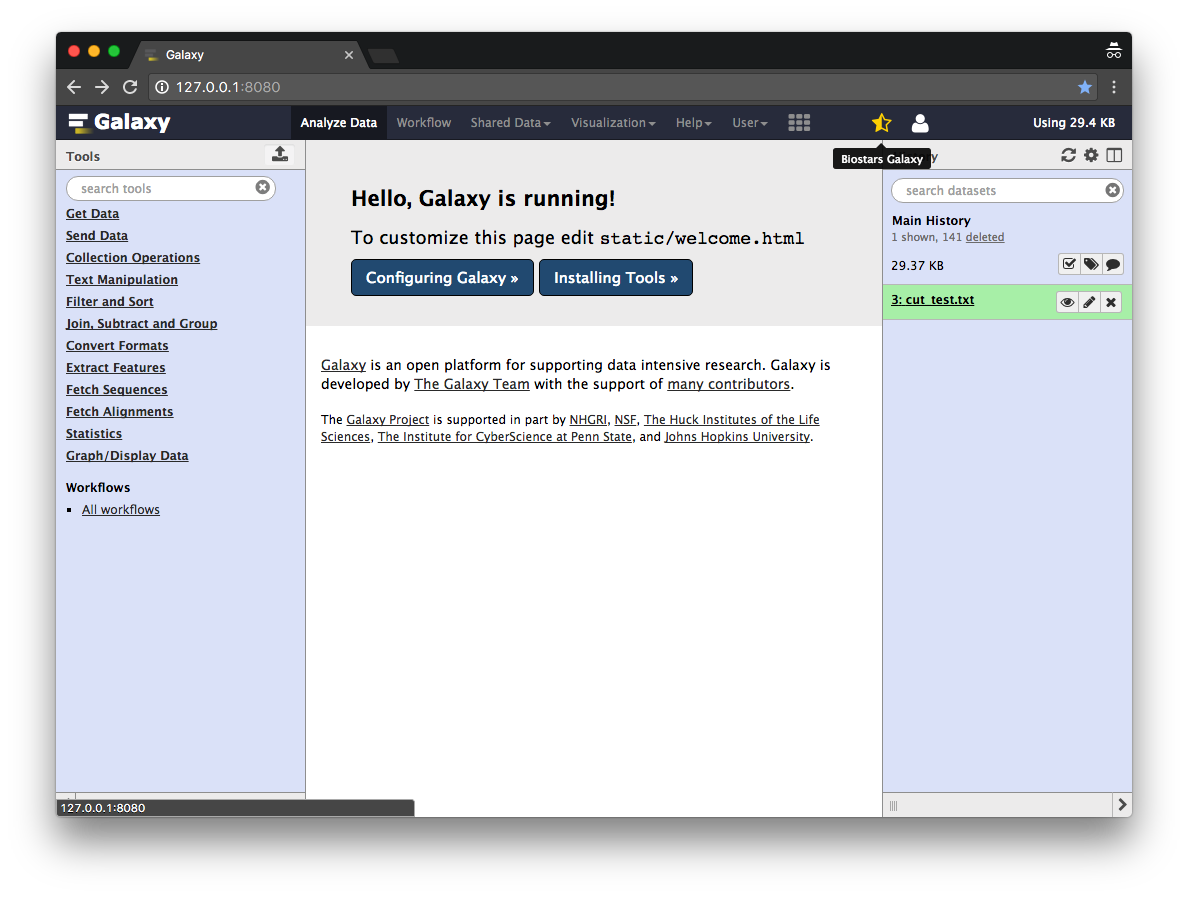 Galaxy
127.0.0.1:8080
Galaxy
Analyze Data Workflow Shared Data Visualization Help User Using 29.4 KB
Biostars Galaxy
Tools
search tools
Get Data
Send Data
Collection Operations
Text Manipulation
Filter and Sort
Join, Subtract and Group
Convert Formats
Extract Features
Fetch Sequences
Fetch Alignments
Statistics
Graph/Display Data
Workflows
All workflows
Hello, Galaxy is running!
To customize this page edit static/welcome.html
Configuring Galaxy » Installing Tools »
Galaxy is an open platform for supporting data intensive research. Galaxy is
developed by The Galaxy Team with the support of many contributors.
The Galaxy Project is supported in part by NHGRI, NSF, The Huck Institutes of the Life
Sciences, The Institute for CyberScience at Penn State, and Johns Hopkins University.
search datasets
Main History
1 shown, 141 deleted
29.37 KB
3: cut_test.txt
127.0.0.1:8080